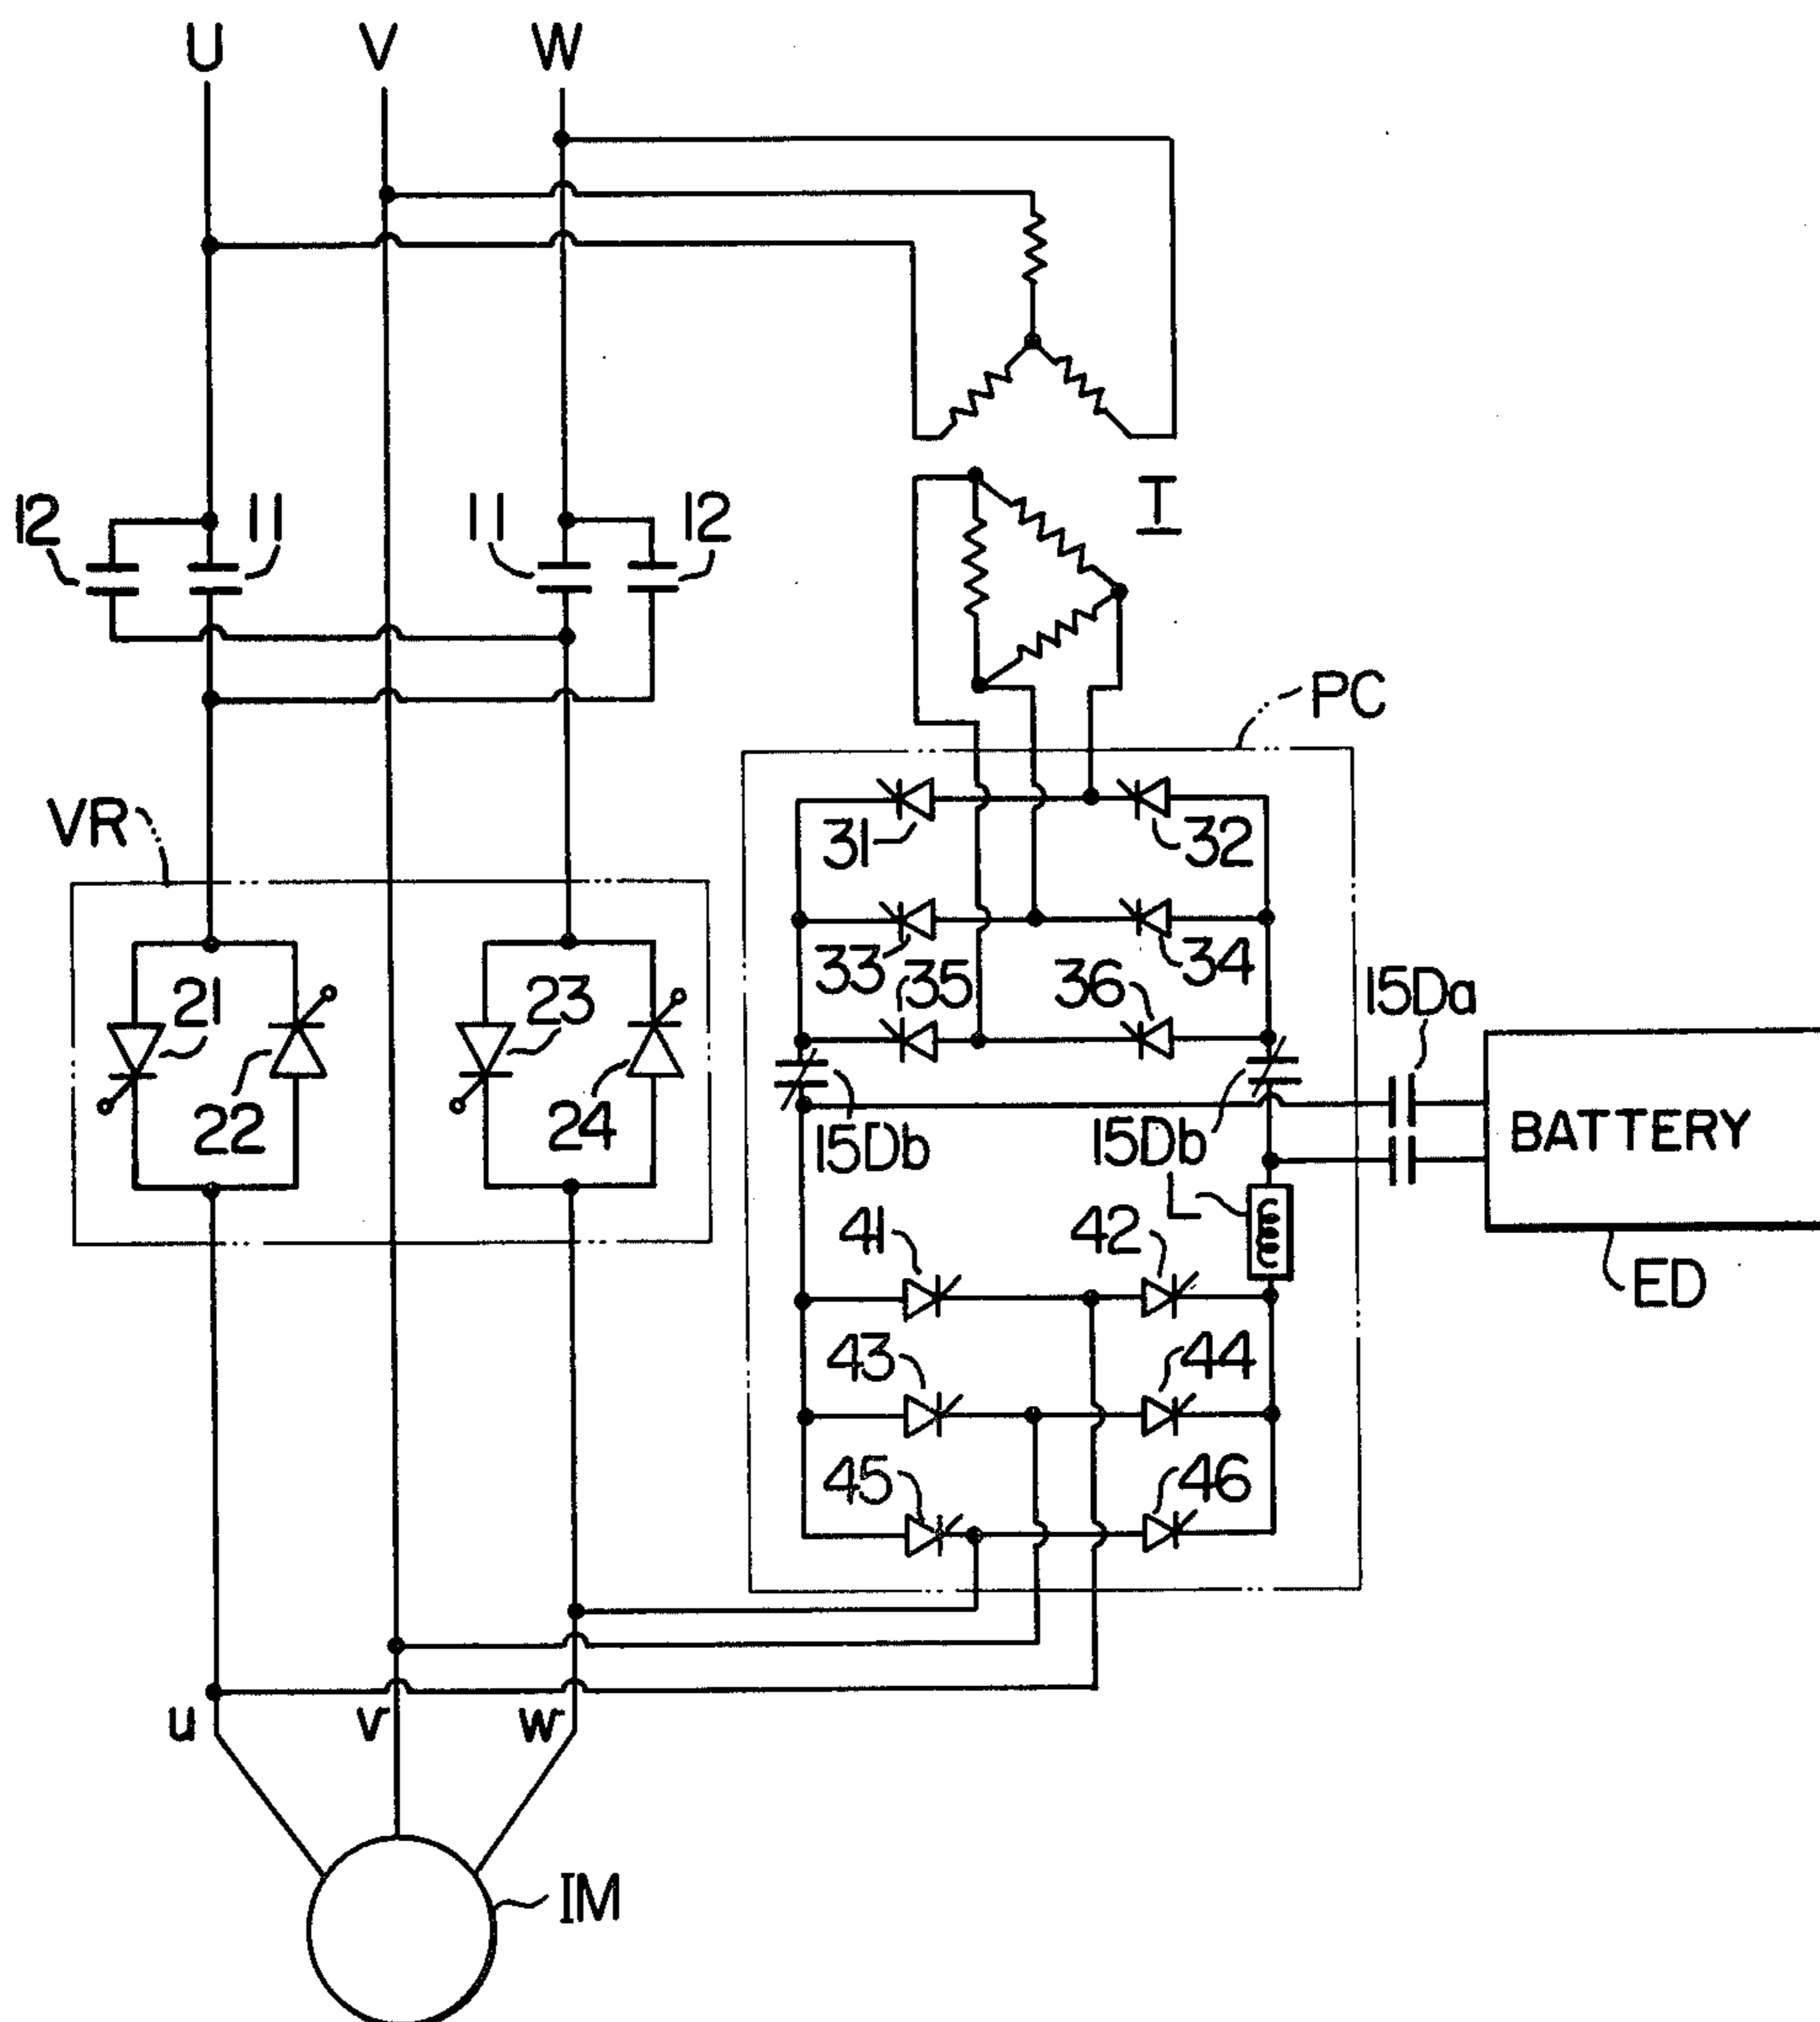 U V W
12 11 11 12
I
PC
VR
31 32
33 34
35 36
15Da
21 22 23 24
15Db 15Db
BATTERY
L
ED
41 42
43 44
45 46
u v w
IM